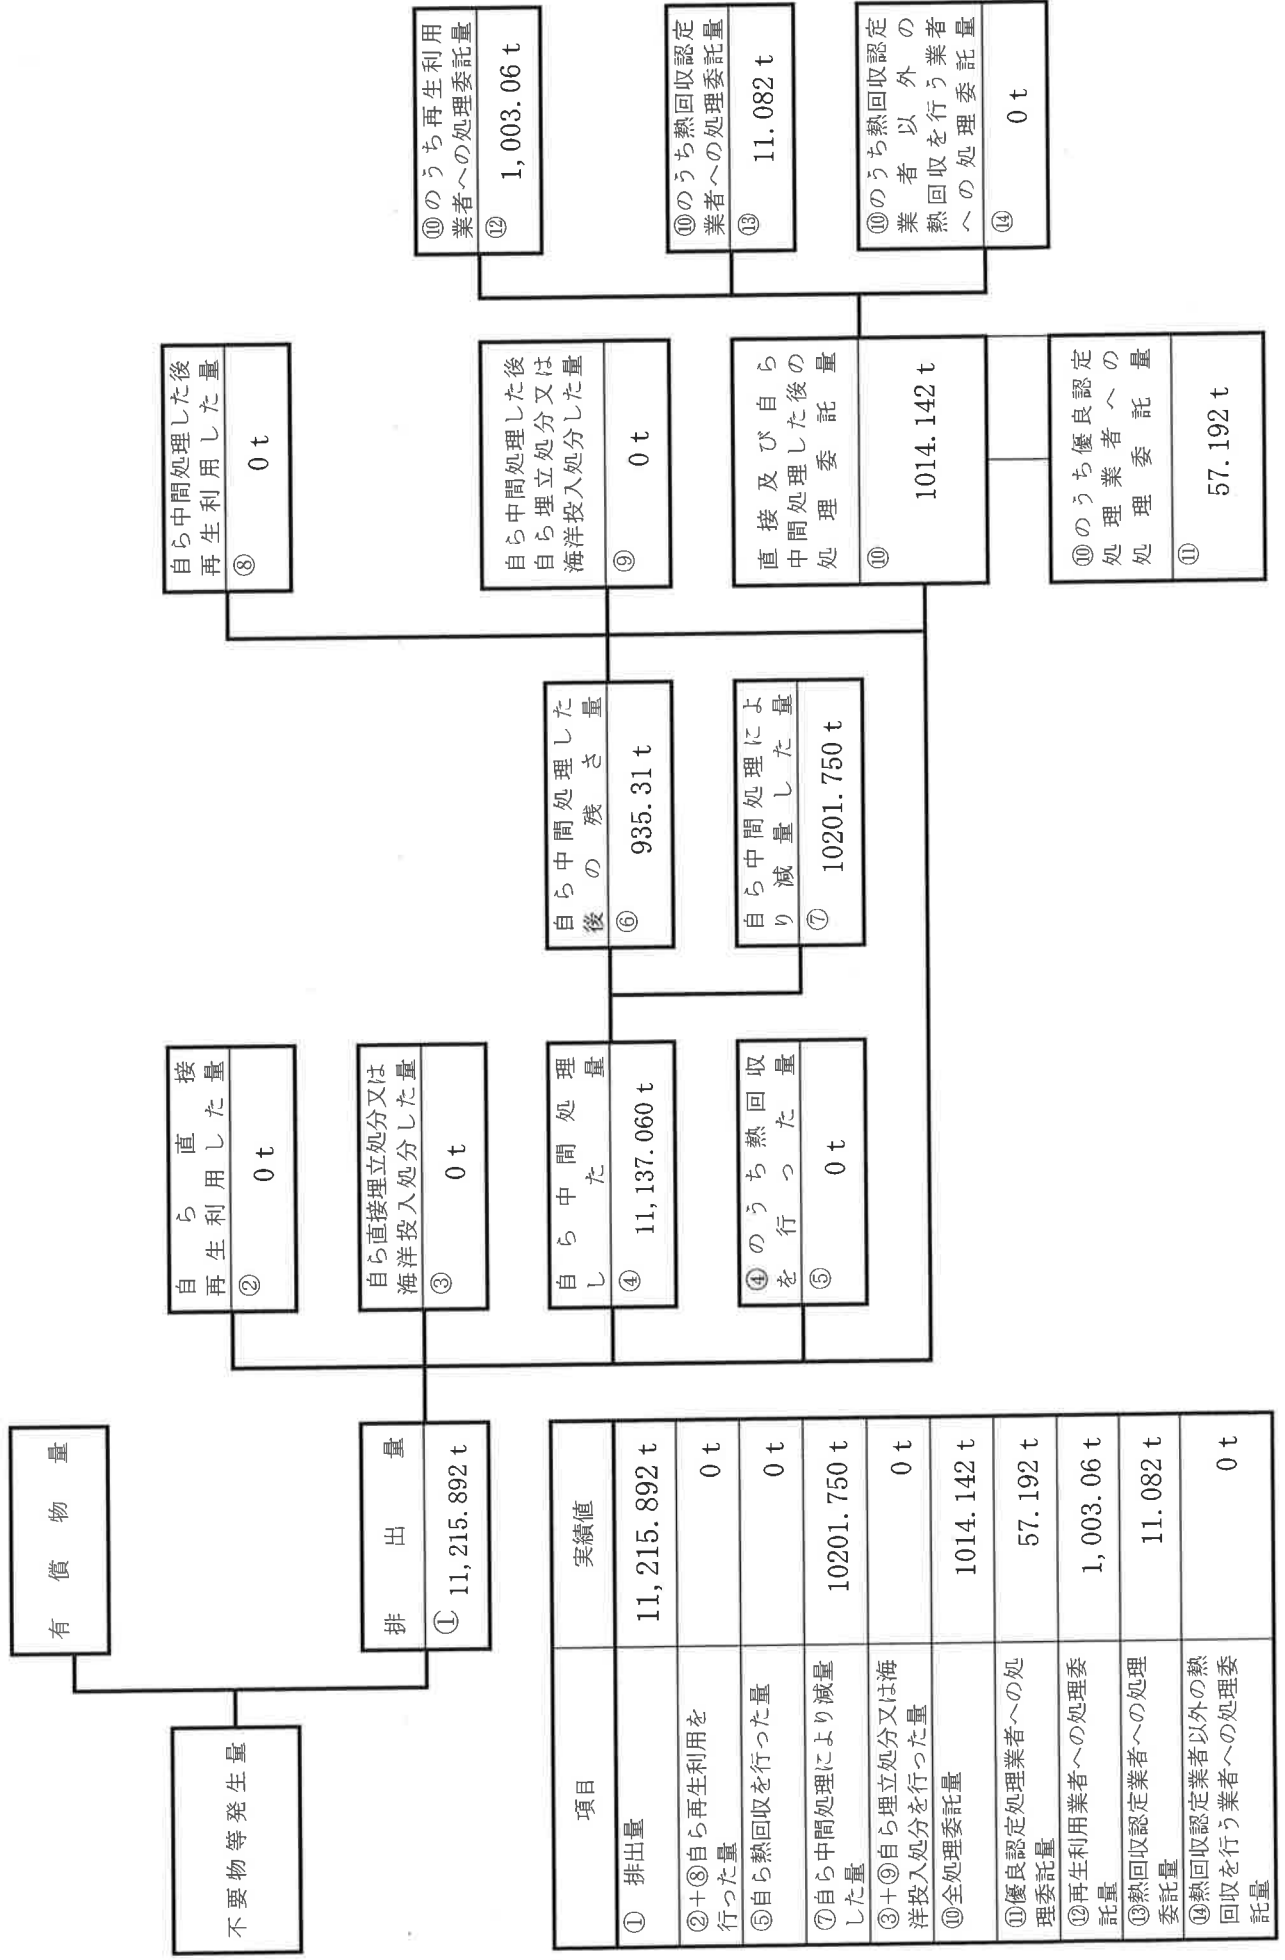 不要物等発生量
有償物量
排出量
① 11,215.892 t
自ら直接
再生利用した量
②
0 t
自ら直接埋立処分又は
海洋投入処分した量
③
0 t
自ら中間処理
した量
④
11,137.060 t
④のうち熱回収
を行った量
⑤
0 t
自ら中間処理した
後の残さ量
⑥
935.31 t
自ら中間処理によ
り減量した量
⑦
10201.750 t
自ら中間処理した後
再生利用した量
⑧
0 t
自ら中間処理した後
自ら埋立処分又は
海洋投入処分した量
⑨
0 t
直接及び自ら
中間処理した後の
処理委託量
⑩
1014.142 t
⑩のうち優良認定
処理業者への
処理委託量
⑪
57.192 t
⑩のうち再生利用
業者への処理委託量
⑫
1,003.06 t
⑩のうち熱回収認定
業者への処理委託量
⑬
11.082 t
⑩のうち熱回収認定
業者以外の
熱回収を行う業者
への処理委託量
⑭
0 t
項目 実績値
① 排出量 11,215.892 t
②+⑧自ら再生利用を
行った量 0 t
⑤自ら熱回収を行った量 0 t
⑦自ら中間処理により減量
した量 10201.750 t
③+⑨自ら埋立処分又は海
洋投入処分を行った量 0 t
⑩全処理委託量 1014.142 t
⑪優良認定処理業者への処
理委託量 57.192 t
⑫再生利用業者への処理委
託量 1,003.06 t
⑬熱回収認定業者への処理
委託量 11.082 t
⑭熱回収認定業者以外の熱
回収を行う業者への処理委
託量 0 t